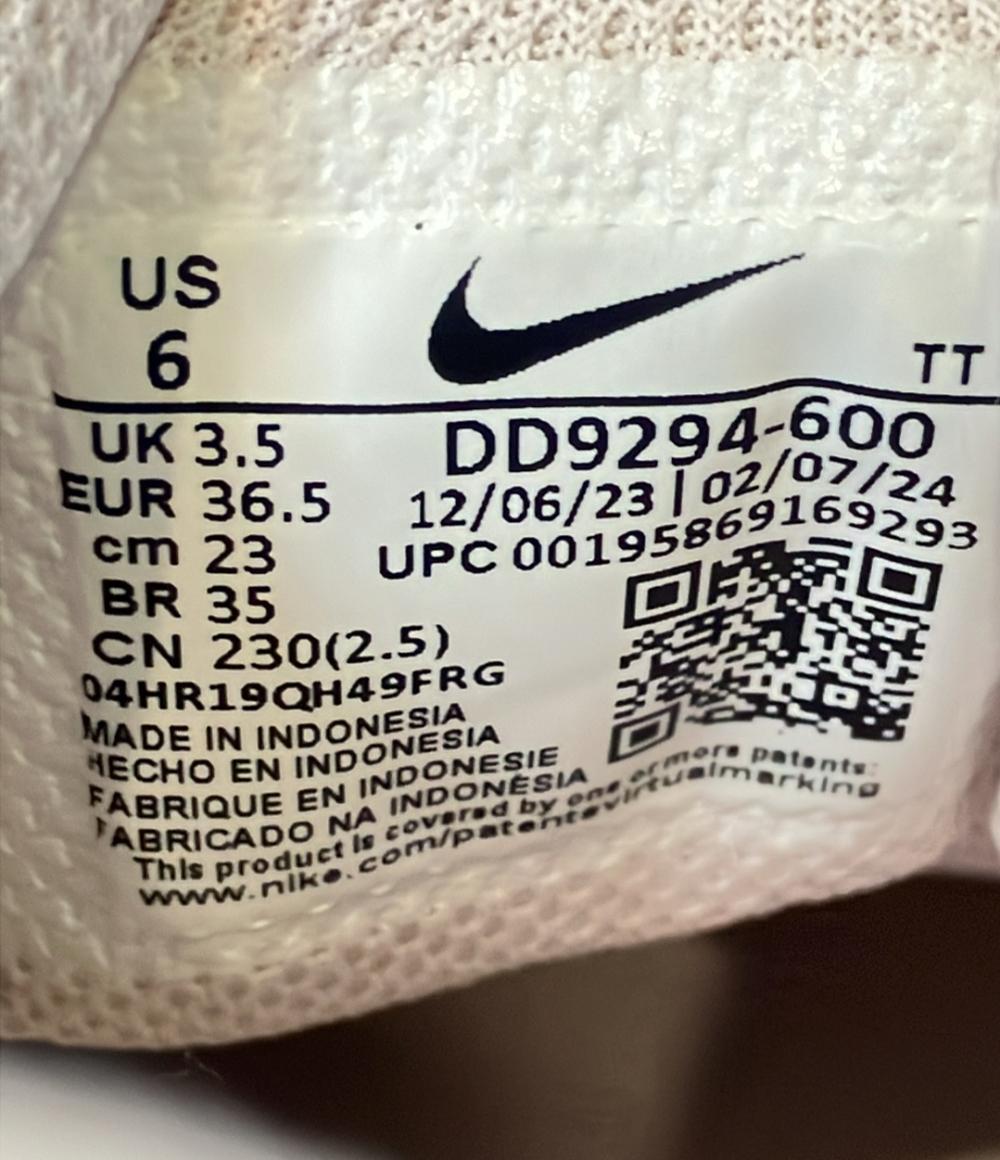 US
6
TT
UK 3.5
EUR 36.5
cm 23
BR 35
CN 230(2.5)
DD9294-600
12/06/23 | 02/07/24
UPC 00195869169293
04HR19QH49FRG
MADE IN INDONESIA
HECHO EN INDONESIA
FABRIQUE EN INDONESIE
FABRICADO NA INDONÉSIA
This product is covered by one or more patents:
www.nike.com/patentsvirtualmarking